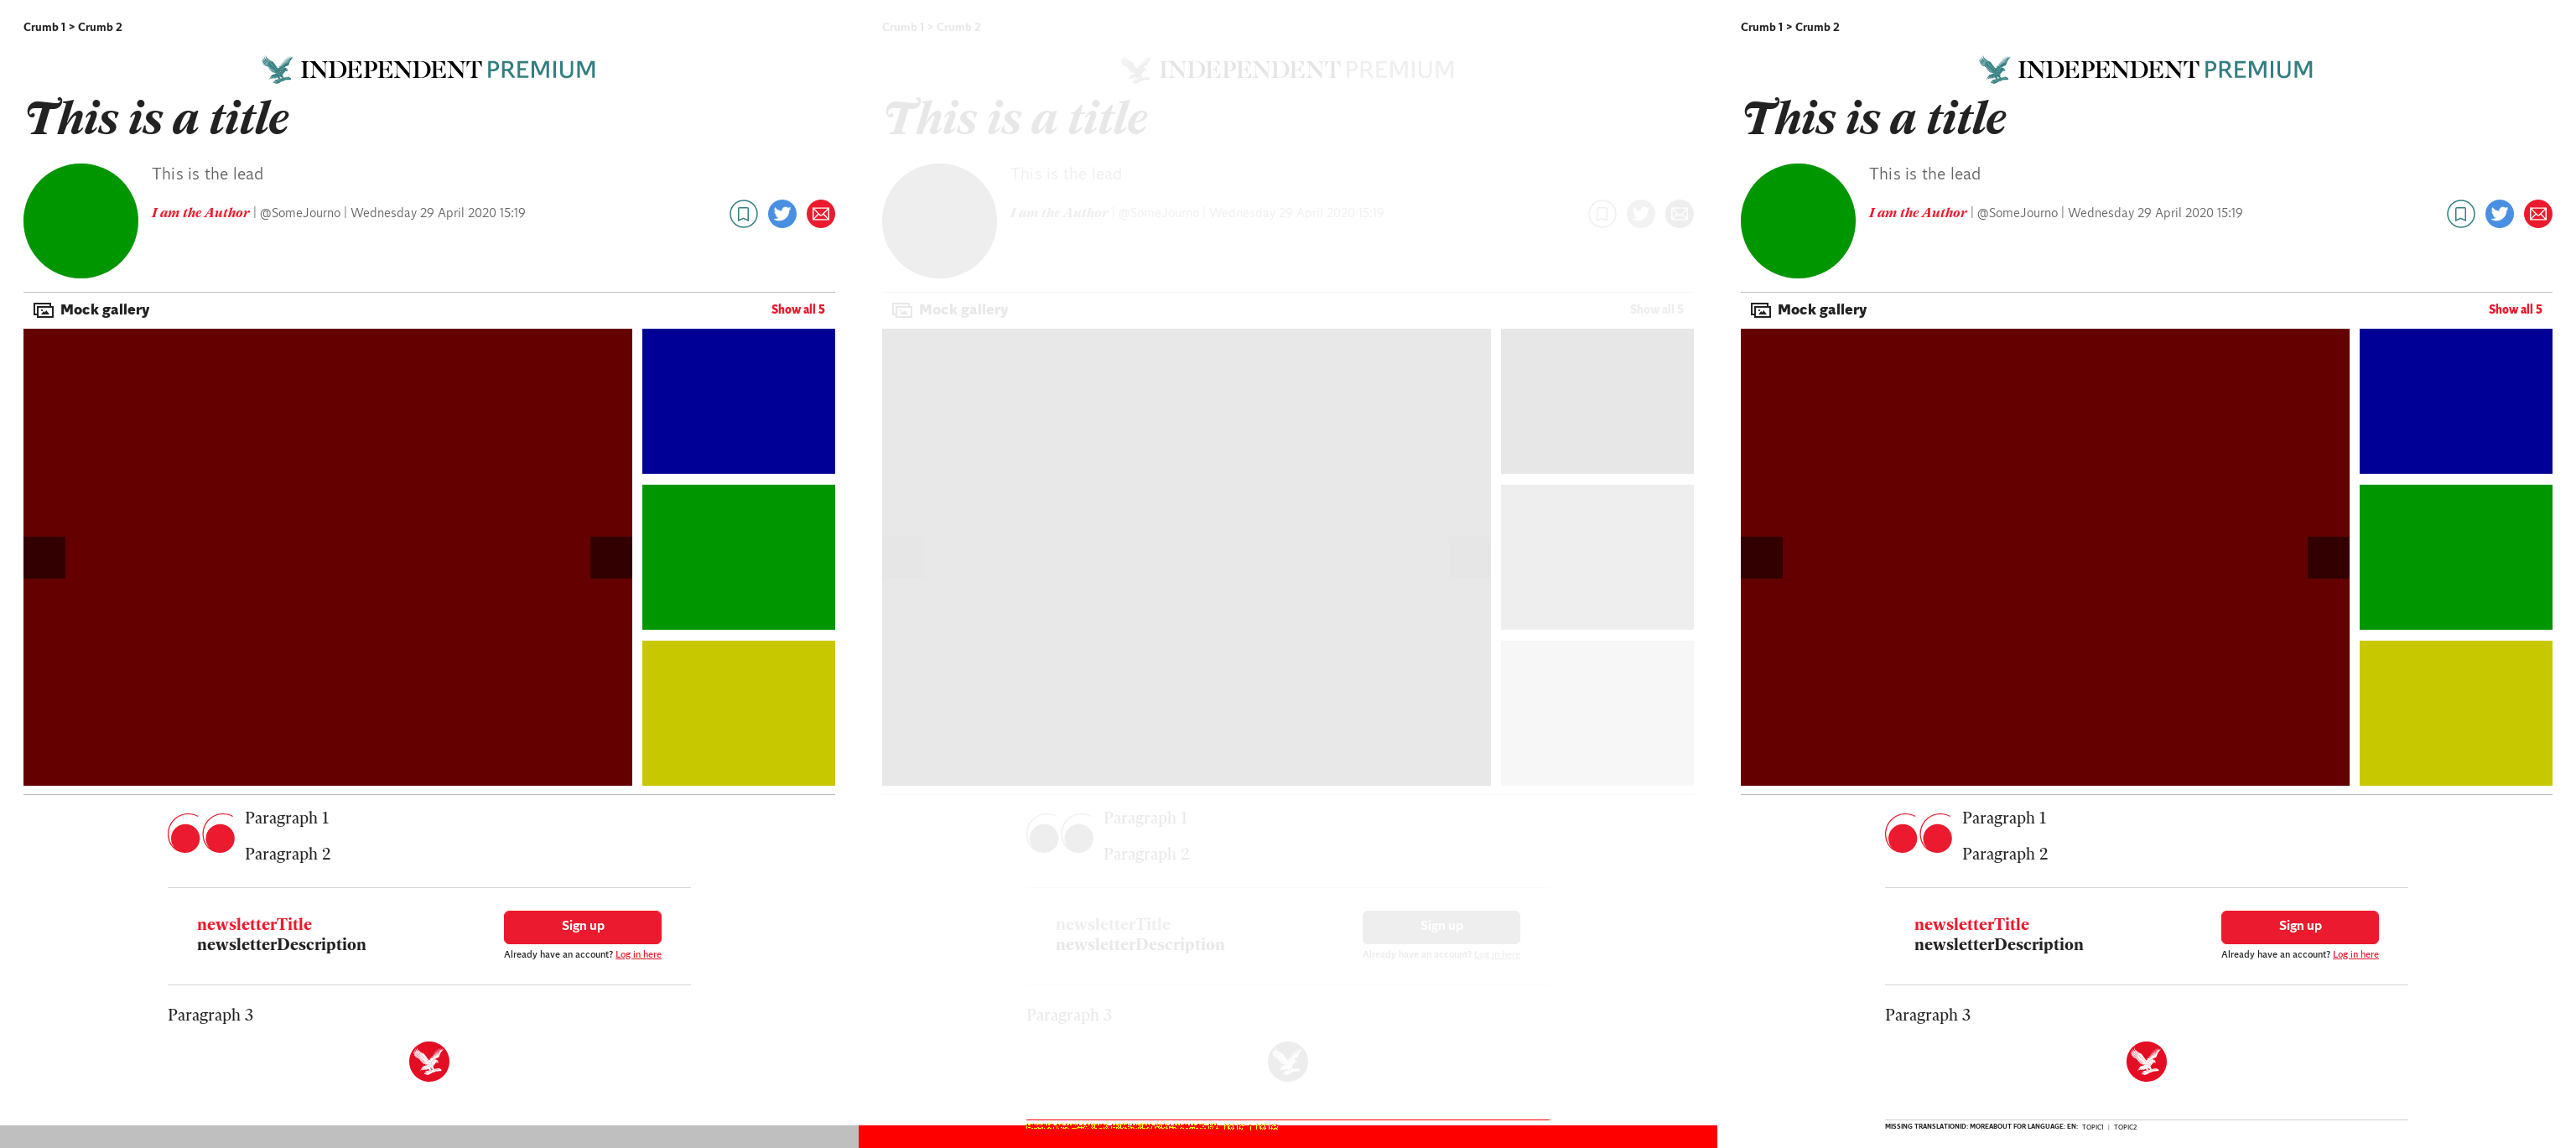 Crumb 1 > Crumb 2
INDEPENDENT PREMIUM
This is a title
This is the lead
I am the Author | @SomeJourno | Wednesday 29 April 2020 15:19
Mock gallery
Show all 5
Paragraph 1
Paragraph 2
newsletterTitle
newsletterDescription
Sign up
Already have an account? Log in here
Paragraph 3
Crumb 1 > Crumb 2
INDEPENDENT PREMIUM
This is a title
This is the lead
I am the Author | @SomeJourno | Wednesday 29 April 2020 15:19
Mock gallery
Show all 5
Paragraph 1
Paragraph 2
newsletterTitle
newsletterDescription
Sign up
Already have an account? Log in here
Paragraph 3
Crumb 1 > Crumb 2
INDEPENDENT PREMIUM
This is a title
This is the lead
I am the Author | @SomeJourno | Wednesday 29 April 2020 15:19
Mock gallery
Show all 5
Paragraph 1
Paragraph 2
newsletterTitle
newsletterDescription
Sign up
Already have an account? Log in here
Paragraph 3
MISSING TRANSLATIONID: MOREABOUT FOR LANGUAGE: EN: TOPIC1 | TOPIC2